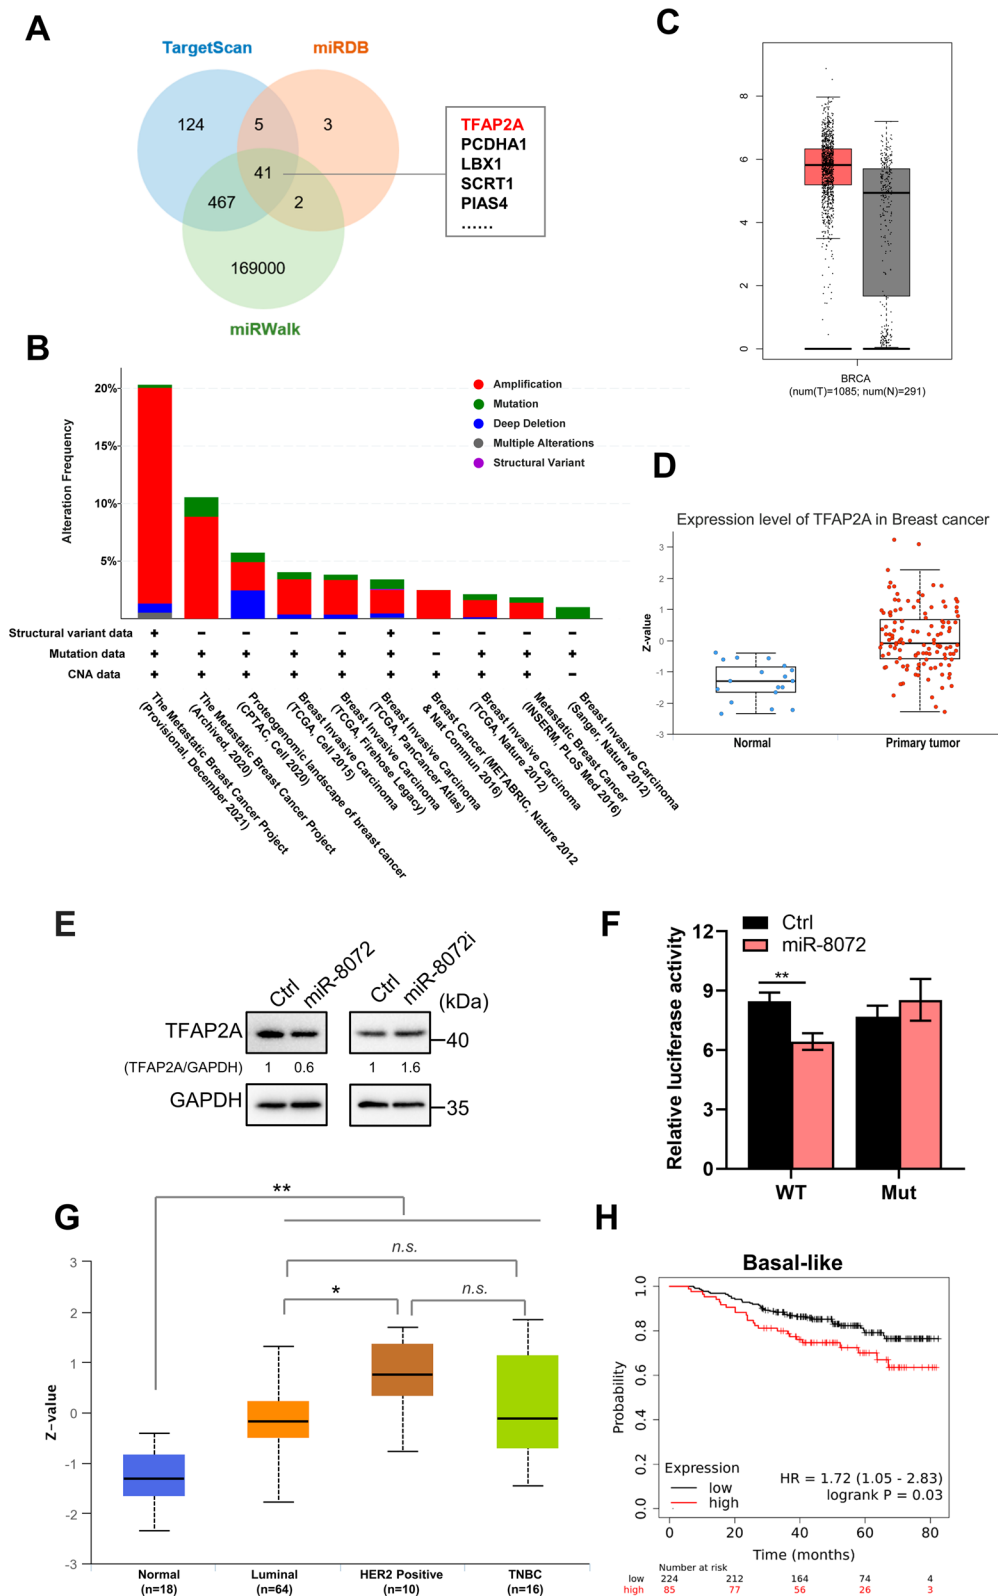 A
TargetScan
miRDB
124
5
3
41
467
2
169000
miRWalk
TFAP2A
PCDHA1
LBX1
SCRT1
PIAS4
......
B
Alteration Frequency
20%
15%
10%
5%
Amplification
Mutation
Deep Deletion
Multiple Alterations
Structural Variant
Structural variant data
+ − − − − + − − − −
Mutation data
+ + + + + + − + + +
CNA data
+ + + + + + + + + −
The Metastatic Breast Cancer Project
(Provisional, December 2021)
The Metastatic Breast Cancer Project
(Archived, 2020)
Proteogenomic landscape of breast cancer
(CPTAC, Cell 2020)
Breast Invasive Carcinoma
(TCGA, Cell 2015)
Breast Invasive Carcinoma
(TCGA, Firehose Legacy)
Breast Invasive Carcinoma
(TCGA, PanCancer Atlas)
Breast Cancer (METABRIC, Nature 2012
& Nat Commun 2016)
Breast Invasive Carcinoma
(TCGA, Nature 2012)
Metastatic Breast Cancer
(INSERM, PLoS Med 2016)
Breast Invasive Carcinoma
(Sanger, Nature 2012)
C
8
6
4
2
0
BRCA
(num(T)=1085; num(N)=291)
D
Expression level of TFAP2A in Breast cancer
Z-value
3
2
1
0
-1
-2
-3
Normal
Primary tumor
E
Ctrl
miR-8072
Ctrl
miR-8072i
(kDa)
TFAP2A
40
(TFAP2A/GAPDH) 1 0.6 1 1.6
GAPDH
35
F
Relative luciferase activity
12
9
6
3
0
Ctrl
miR-8072
**
WT
Mut
G
**
n.s.
*
n.s.
Z-value
3
2
1
0
-1
-2
-3
Normal
(n=18)
Luminal
(n=64)
HER2 Positive
(n=10)
TNBC
(n=16)
H
Basal-like
Probability
1.0
0.8
0.6
0.4
0.2
0.0
Expression
low
high
HR = 1.72 (1.05 - 2.83)
logrank P = 0.03
0 20 40 60 80
Time (months)
Number at risk
low 224 212 164 74 4
high 85 77 56 26 3